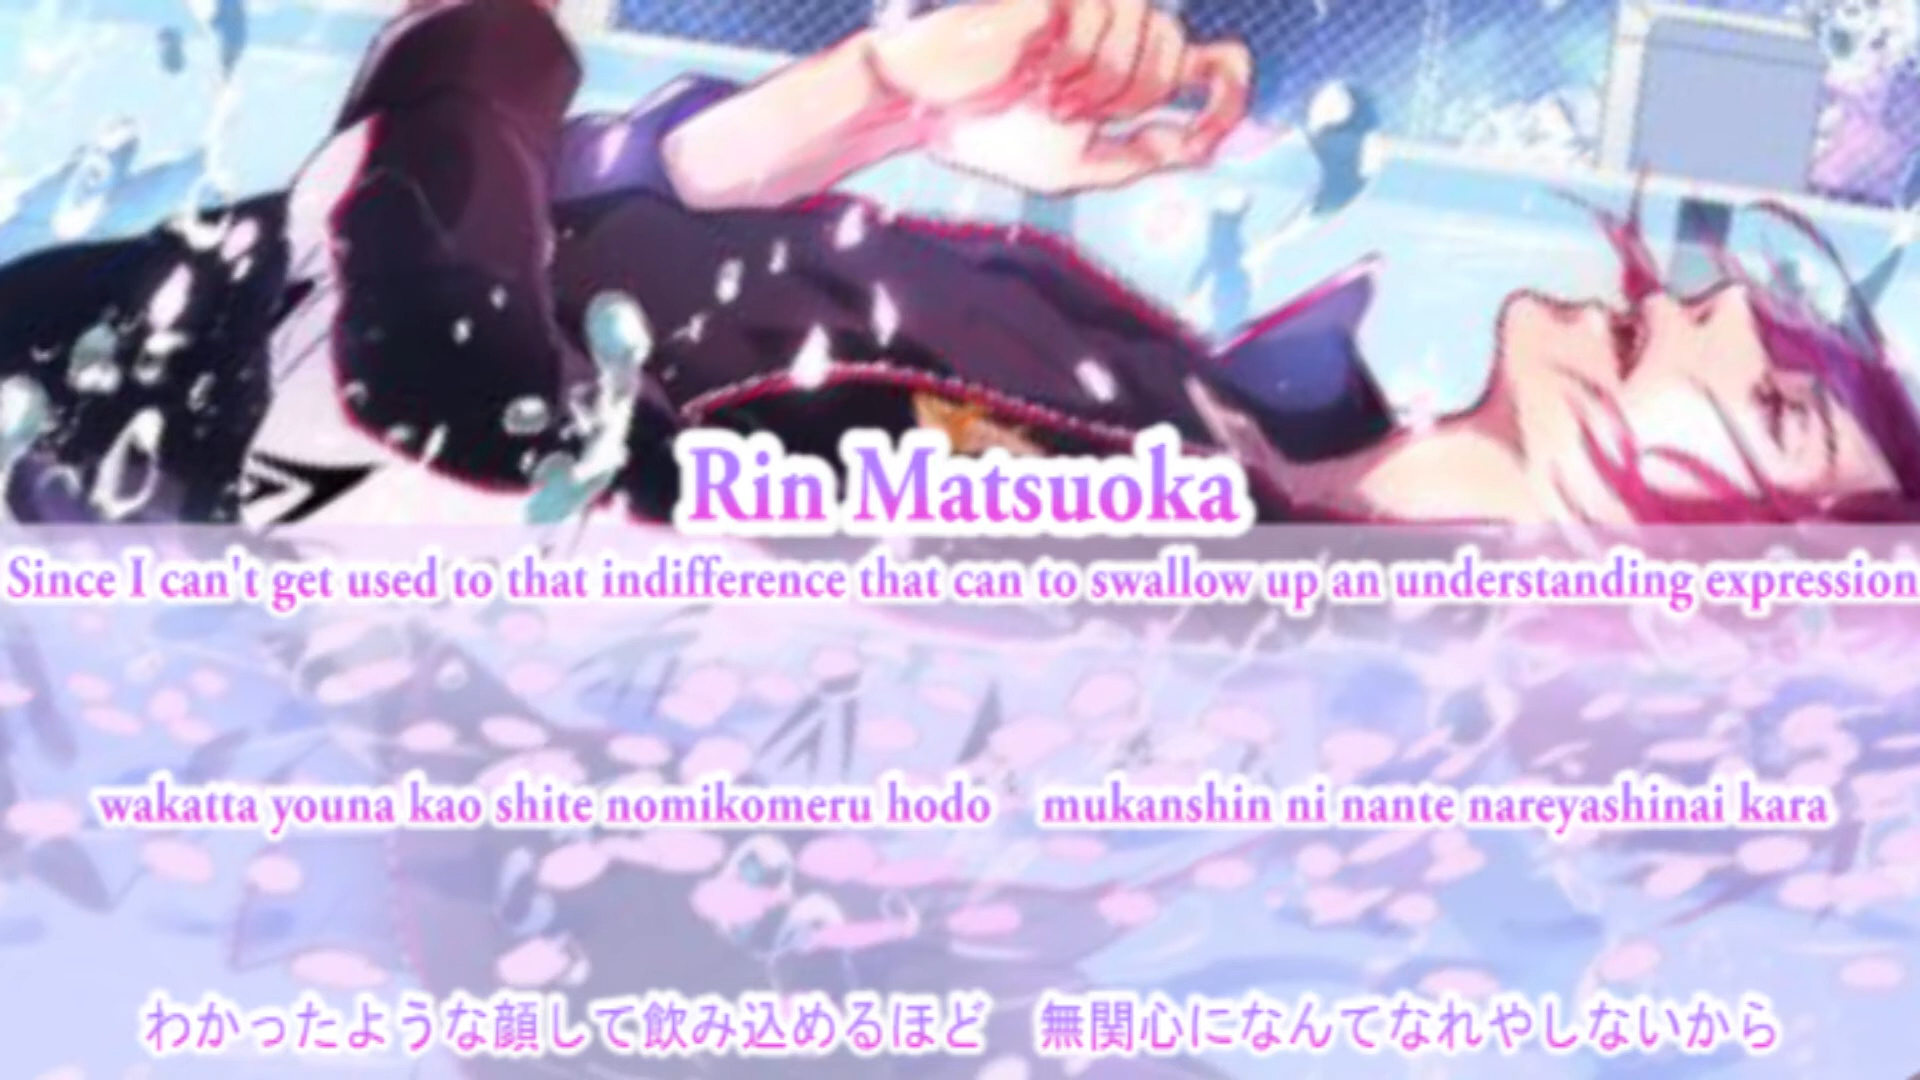 Rin Matsuoka
Since I can't get used to that indifference that can to swallow up an understanding expression
wakatta youna kao shite nomikomeru hodo mukanshin ni nante nareyashinai kara
わかったような顔して飲み込めるほど　無関心になんてなれやしないから